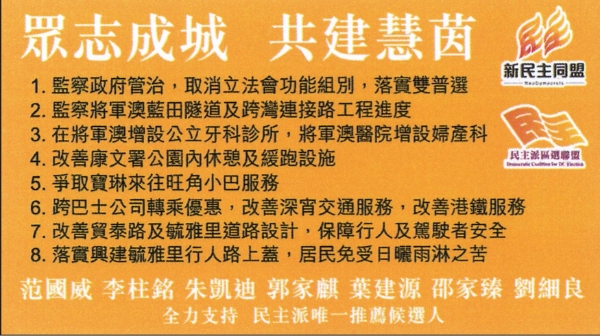 眾志成城 共建慧茵
新民主同盟
NeoDemocrats
1. 監察政府管治，取消立法會功能組別，落實雙普選
2. 監察將軍澳藍田隧道及跨灣連接路工程進度
3. 在將軍澳增設公立牙科診所，將軍澳醫院增設婦產科
民主
民主派區選聯盟
Democratic Coalition for DC Election
4. 改善康文署公園內休憩及緩跑設施
5. 爭取寶琳來往旺角小巴服務
6. 跨巴士公司轉乘優惠，改善深宵交通服務，改善港鐵服務
7. 改善貿泰路及毓雅里道路設計，保障行人及駕駛者安全
8. 落實興建毓雅里行人路上蓋，居民免受日曬雨淋之苦
范國威 李柱銘 朱凱廸 郭家麒 葉建源 邵家臻 劉細良
全力支持 民主派唯一推薦候選人